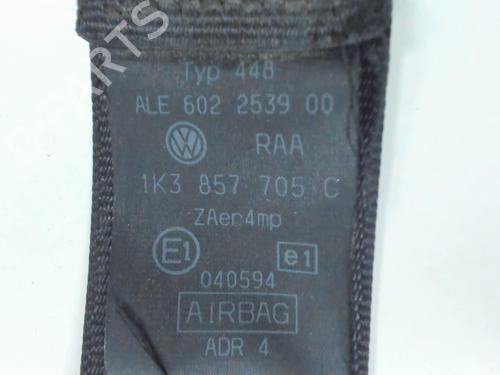 Typ 448
ALE 602 2539 00
RAA
1K3 857 705 C
ZAer4mp
E1 e1
040594
AIRBAG
ADR 4